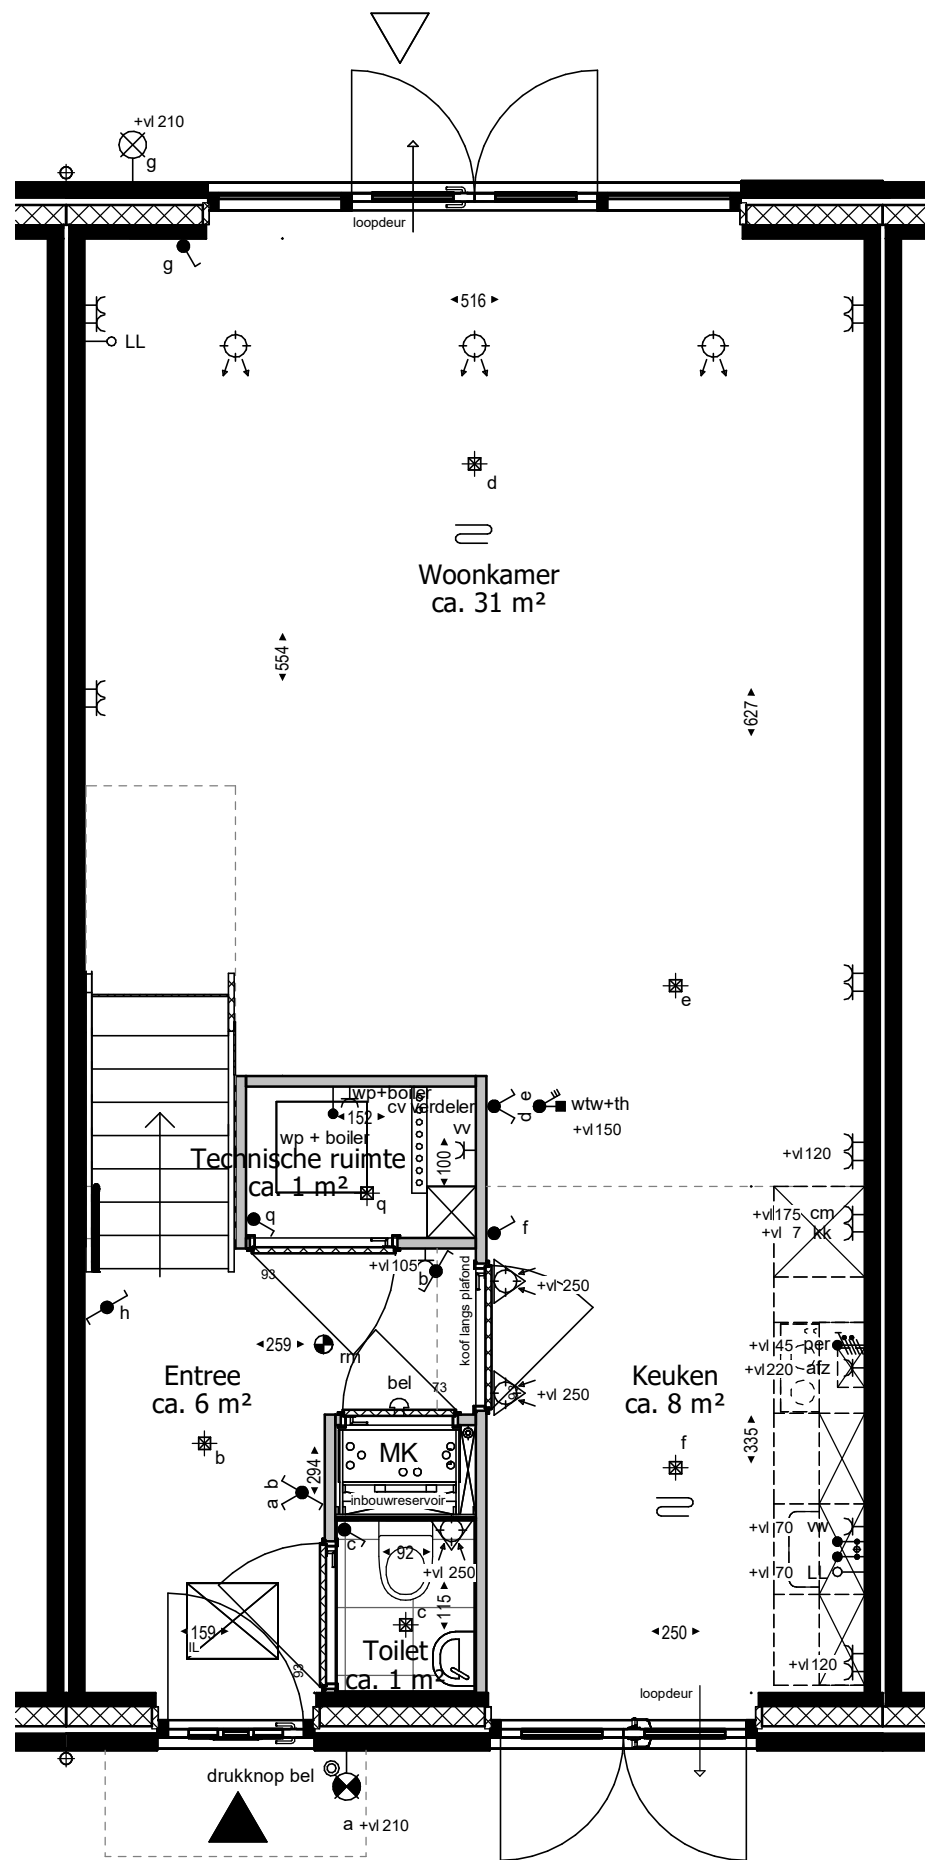 +vl 210
g
loopdeur
g
516
LL
d
Woonkamer
ca. 31 m²
554
627
e
wp+boiler
cv verdeler
152
wp + boiler
vv
100
d e
wtw+th
+vl 150
+vl 120
Technische ruimte
ca. 1 m²
q
q
f
+vl 175 cm
+vl 7 kk
93
+vl 105
b
koof langs plafond
+vl 250
h
259
rm
+vl 45 per
+vl 220 afz
Entree
ca. 6 m²
bel
73
+vl 250
93
Keuken
ca. 8 m²
b
MK
294
335
f
a b
inbouwreservoir
c
92
+vl 250
+vl 70 vw
+vl 70 LL
115
c
159
IL
93
Toilet
ca. 1 m²
250
+vl 120
loopdeur
drukknop bel
a +vl 210